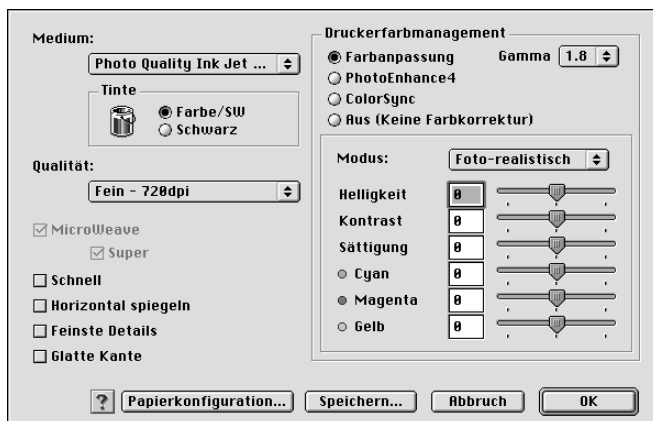 Medium:
Photo Quality Ink Jet ...
Tinte
Farbe/SW
Schwarz
Qualität:
Fein - 720dpi
MicroWeave
Super
Schnell
Horizontal spiegeln
Feinste Details
Glatte Kante
Druckerfarbmanagement
Farbanpassung
Gamma 1.8
PhotoEnhance4
ColorSync
Aus (Keine Farbkorrektur)
Modus: Foto-realistisch
Helligkeit 0
Kontrast 0
Sättigung 0
Cyan 0
Magenta 0
Gelb 0
? Papierkonfiguration... Speichern... Abbruch OK